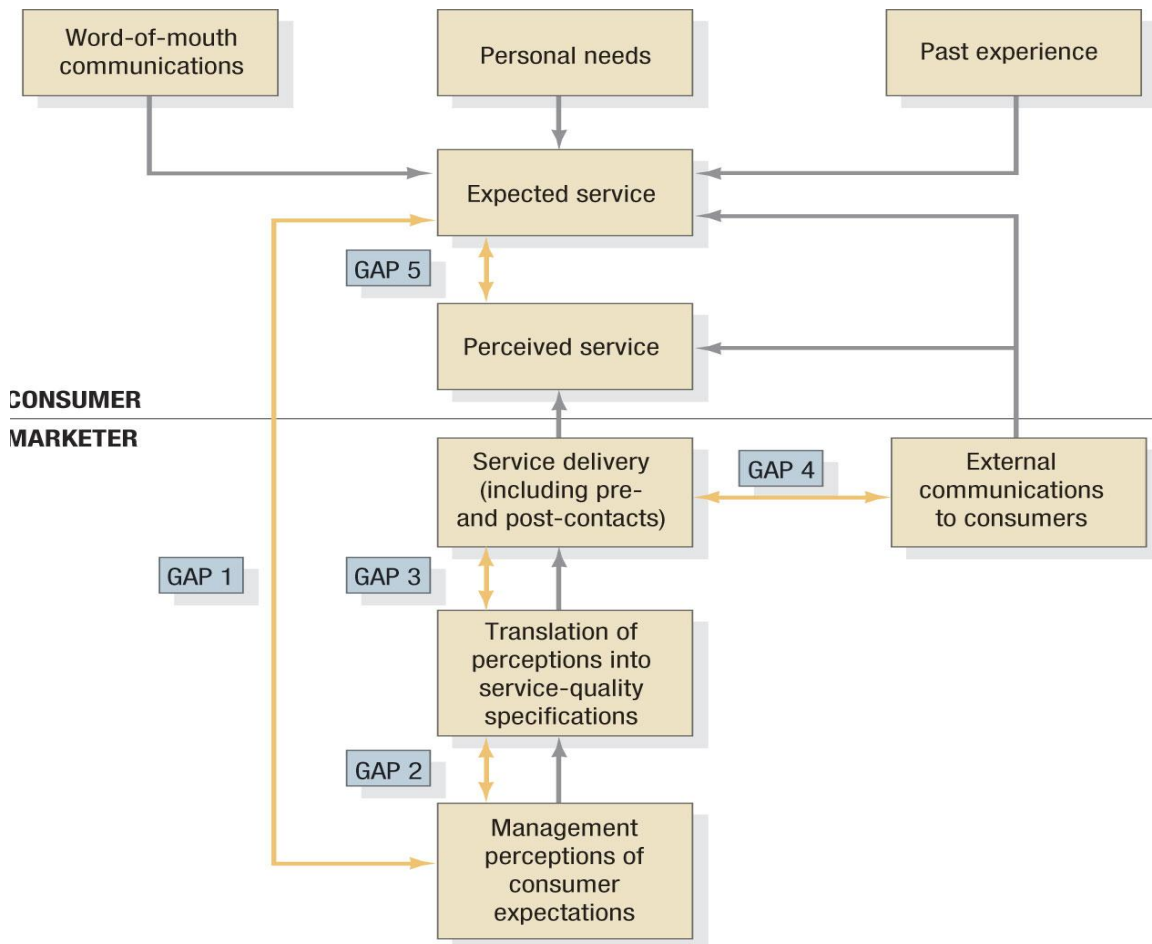 Word-of-mouth
communications
Personal needs
Past experience
Expected service
GAP 5
Perceived service
CONSUMER
MARKETER
Service delivery
(including pre-
and post-contacts)
GAP 4
External
communications
to consumers
GAP 1
GAP 3
Translation of
perceptions into
service-quality
specifications
GAP 2
Management
perceptions of
consumer
expectations